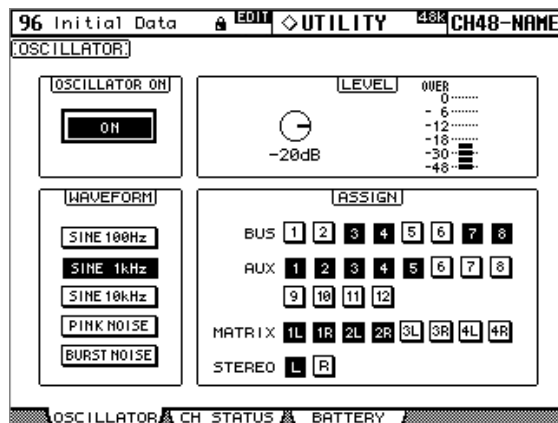 96 Initial Data EDIT ◇UTILITY 48K CH48-NAME
OSCILLATOR
OSCILLATOR ON
ON
LEVEL
-20dB
OVER
0
- 6
-12
-18
-30
-48
WAVEFORM
SINE 100Hz
SINE 1kHz
SINE 10kHz
PINK NOISE
BURST NOISE
ASSIGN
BUS 1 2 3 4 5 6 7 8
AUX 1 2 3 4 5 6 7 8
9 10 11 12
MATRIX 1L 1R 2L 2R 3L 3R 4L 4R
STEREO L R
OSCILLATOR CH STATUS BATTERY